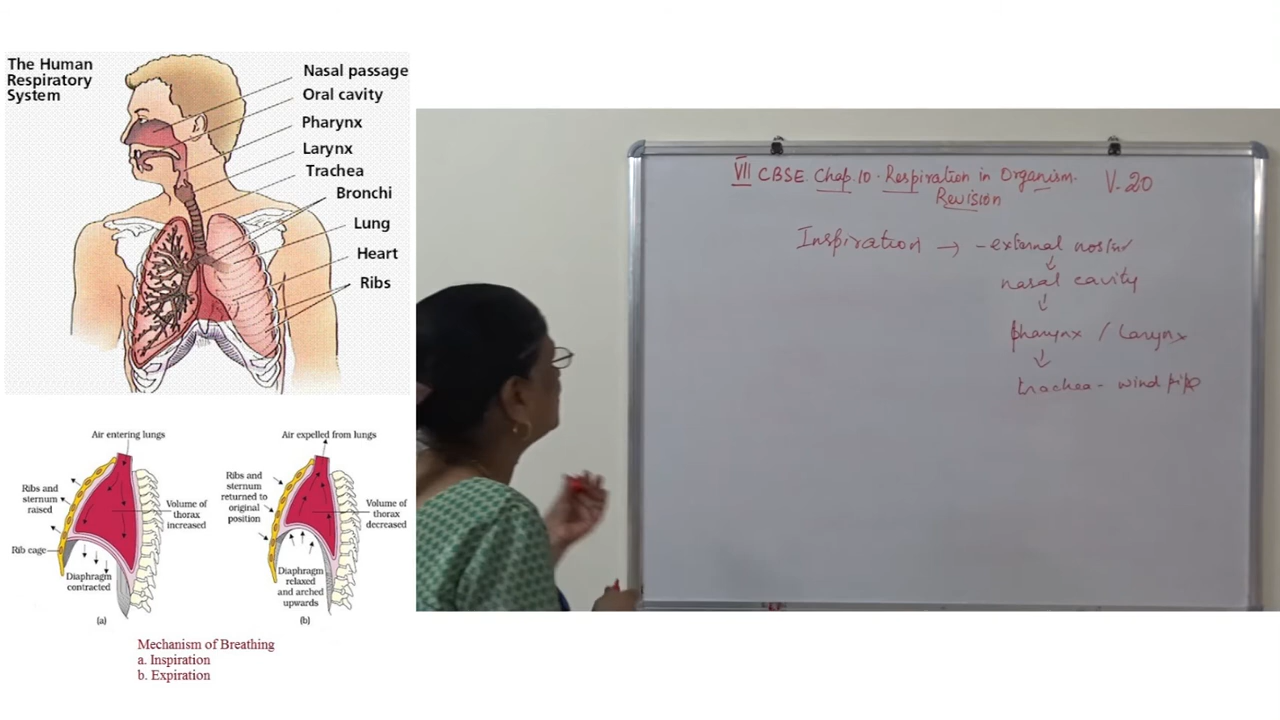 The Human
Respiratory
System
Nasal passage
Oral cavity
Pharynx
Larynx
Trachea
Bronchi
Lung
Heart
Ribs
Air entering lungs
Ribs and
sternum
raised
Volume of
thorax
increased
Rib cage
Diaphragm
contracted
(a)
Air expelled from lungs
Ribs and
sternum
returned to
original
position
Volume of
thorax
decreased
Diaphragm
relaxed
and arched
upwards
(b)
Mechanism of Breathing
a. Inspiration
b. Expiration
VII CBSE. Chap. 10. Respiration in Organism.
Revision
V. 20
Inspiration → - external
↓
nasal cavity
↓
pharynx / Larynx
↓
trachea - wind pipe